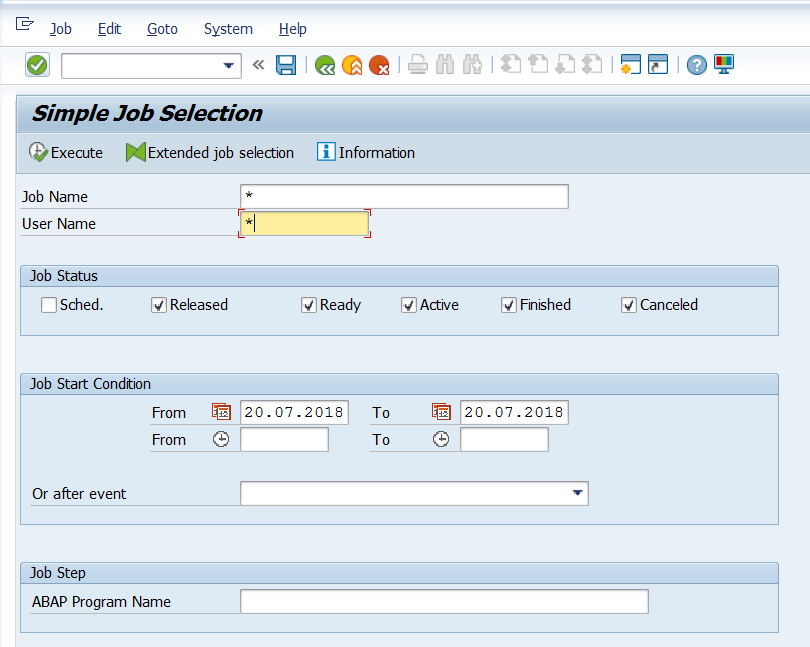 Job Edit Goto System Help
Simple Job Selection
Execute Extended job selection Information
Job Name *
User Name *
Job Status
Sched. Released Ready Active Finished Canceled
Job Start Condition
From 20.07.2018 To 20.07.2018
From To
Or after event
Job Step
ABAP Program Name